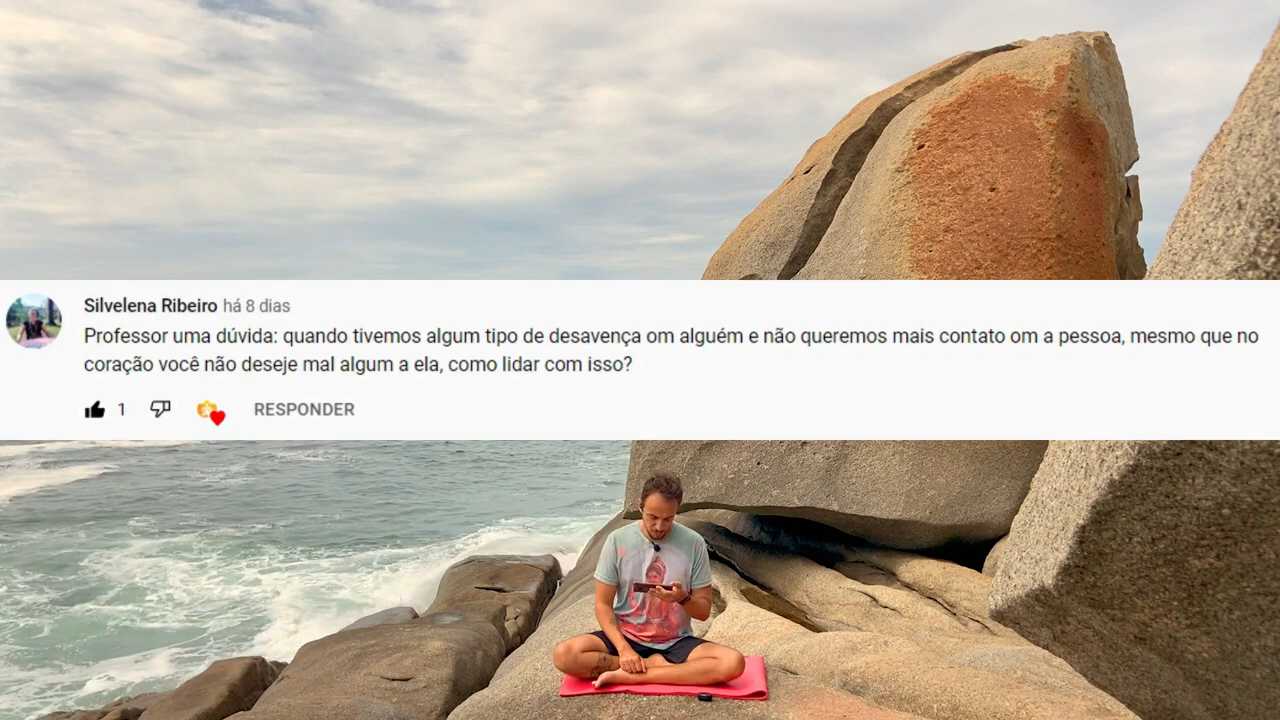 Silvelena Ribeiro há 8 dias
Professor uma dúvida: quando tivemos algum tipo de desavença om alguém e não queremos mais contato om a pessoa, mesmo que no
coração você não deseje mal algum a ela, como lidar com isso?
1 RESPONDER